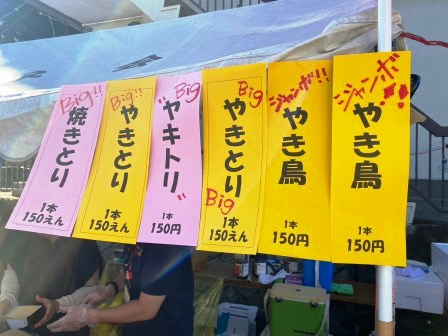 Big!!
焼きとり
1本
150えん
Big!!
やきとり
1本
150えん
Big
"ヤキトリ"
1本
150円
Big
やきとり
Big
1本
150円
ジャンボ!!
やき鳥
1本
150円
ジャンボ!!
やき鳥
1本
150円